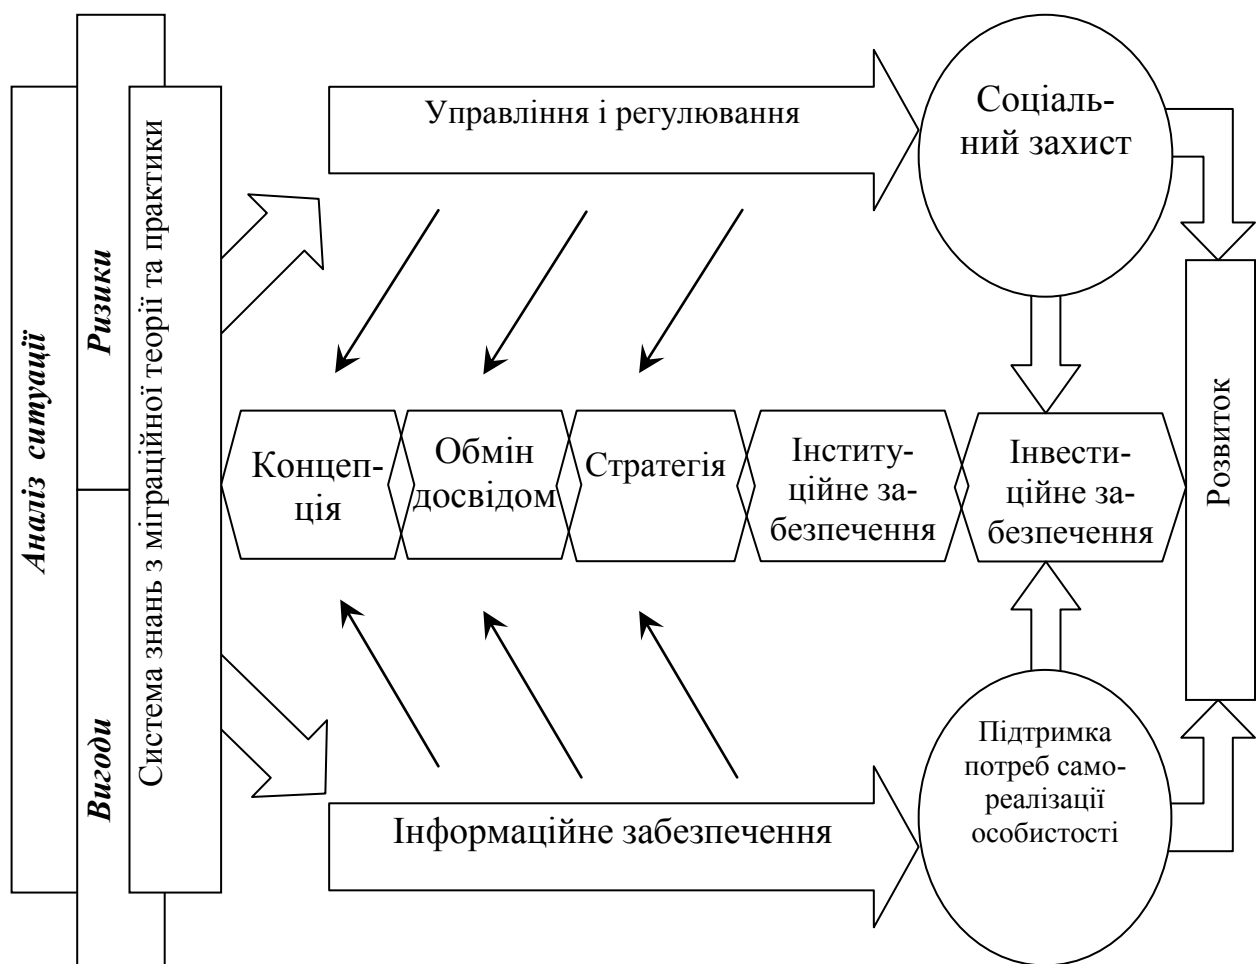 Аналіз ситуації
Ризики
Вигоди
Система знань з міграційної теорії та практики
Управління і регулювання
Соціаль-
ний захист
Концеп-
ція
Обмін
досвідом
Стратегія
Інститу-
ційне за-
безпечення
Інвести-
ційне за-
безпечення
Розвиток
Інформаційне забезпечення
Підтримка
потреб само-
реалізації
особистості